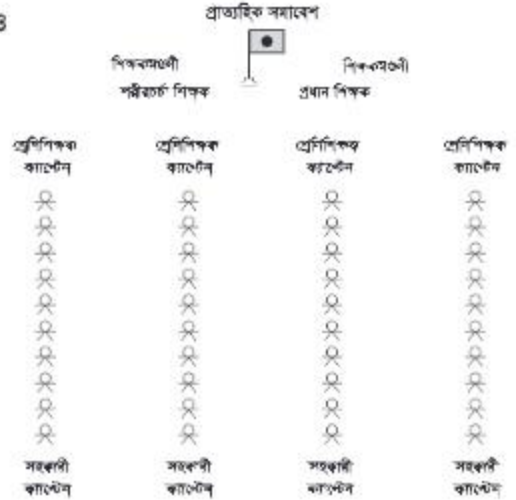 ৪
প্রাত্যহিক সমাবেশ
শিক্ষকমণ্ডলী শিক্ষকমণ্ডলী
শরীরচর্চা শিক্ষক প্রধান শিক্ষক
শ্রেণিশিক্ষক শ্রেণিশিক্ষক শ্রেণিশিক্ষক শ্রেণিশিক্ষক
ক্যাপ্টেন ক্যাপ্টেন ক্যাপ্টেন ক্যাপ্টেন
সহকারী সহকারী সহকারী সহকারী
ক্যাপ্টেন ক্যাপ্টেন ক্যাপ্টেন ক্যাপ্টেন